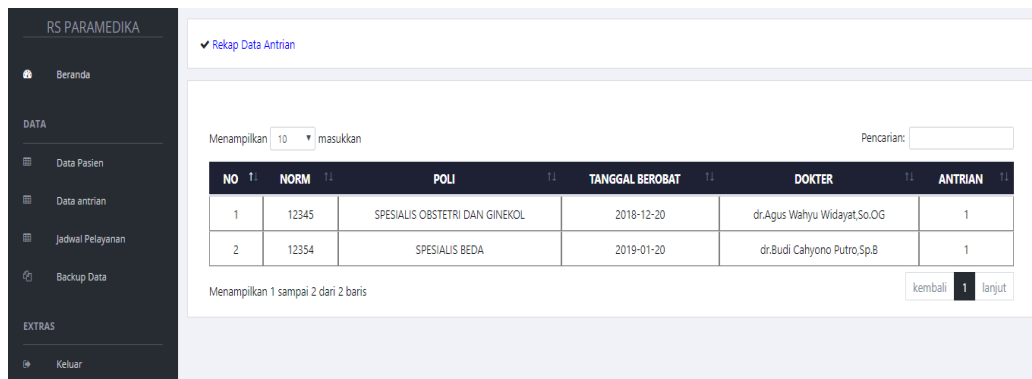 RS PARAMEDIKA
Beranda
DATA
Data Pasien
Data antrian
Jadwal Pelayanan
Backup Data
EXTRAS
Keluar
Rekap Data Antrian
Menampilkan 10 masukkan
Pencarian:
NO NORM POLI TANGGAL BEROBAT DOKTER ANTRIAN
1 12345 SPESIALIS OBSTETRI DAN GINEKOL 2018-12-20 dr.Agus Wahyu Widayat,So.OG 1
2 12354 SPESIALIS BEDA 2019-01-20 dr.Budi Cahyono Putro,Sp.B 1
Menampilkan 1 sampai 2 dari 2 baris
kembali 1 lanjut